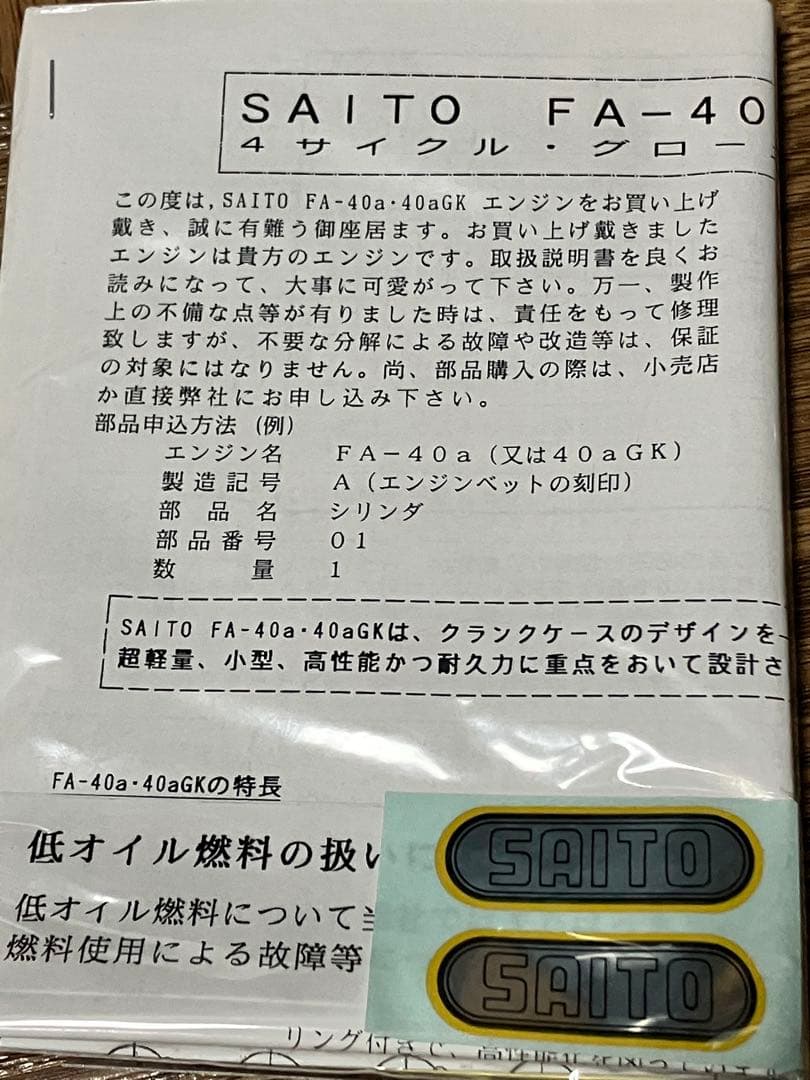 SAITO FA-40
4サイクル・グロー
この度は,SAITO FA-40a・40aGK エンジンをお買い上げ
戴き、誠に有難う御座居ます。お買い上げ戴きました
エンジンは貴方のエンジンです。取扱説明書を良くお
読みになって、大事に可愛がって下さい。万一、製作
上の不備な点等が有りました時は、責任をもって修理
致しますが、不要な分解による故障や改造等は、保証
の対象にはなりません。尚、部品購入の際は、小売店
か直接弊社にお申し込み下さい。
部品申込方法 (例)
エンジン名 FA-40a(又は40aGK)
製造記号 A(エンジンベットの刻印)
部品名 シリンダ
部品番号 01
数量 1
SAITO FA-40a・40aGKは、クランクケースのデザインを
超軽量、小型、高性能かつ耐久力に重点をおいて設計さ
FA-40a・40aGKの特長
低オイル燃料の扱い
低オイル燃料について
燃料使用による故障等
SAITO
SAITO
リング付きで、高性能化を図って